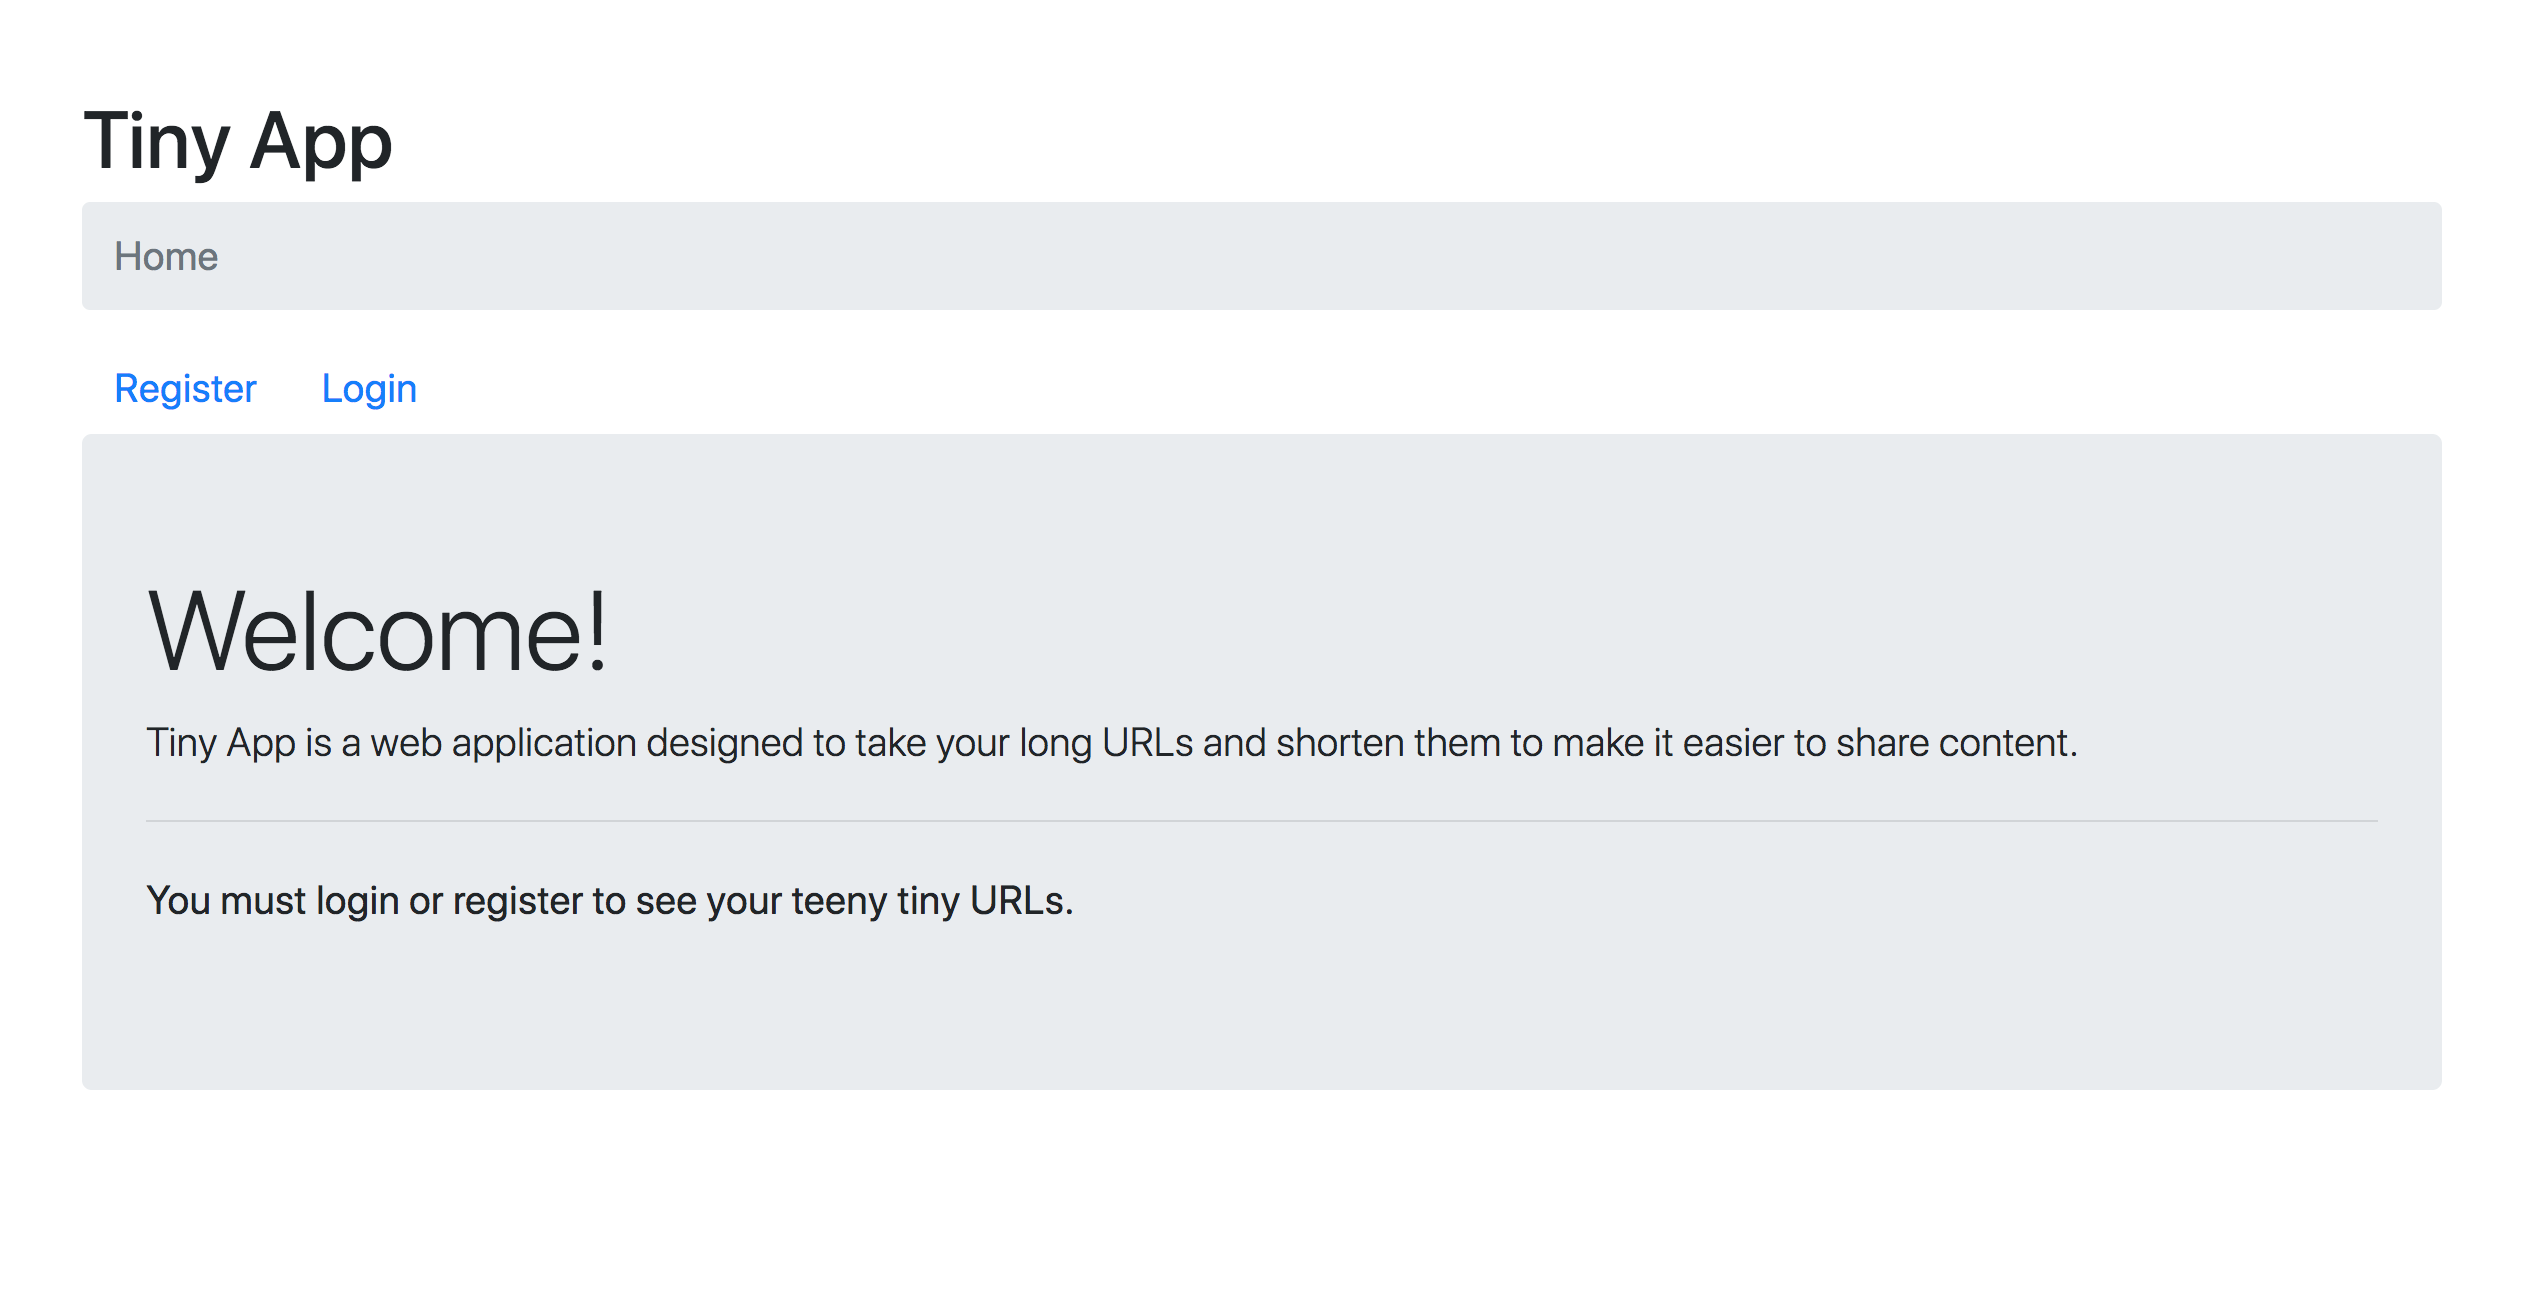 Tiny App
Home
Register Login
Welcome!
Tiny App is a web application designed to take your long URLs and shorten them to make it easier to share content.
You must login or register to see your teeny tiny URLs.